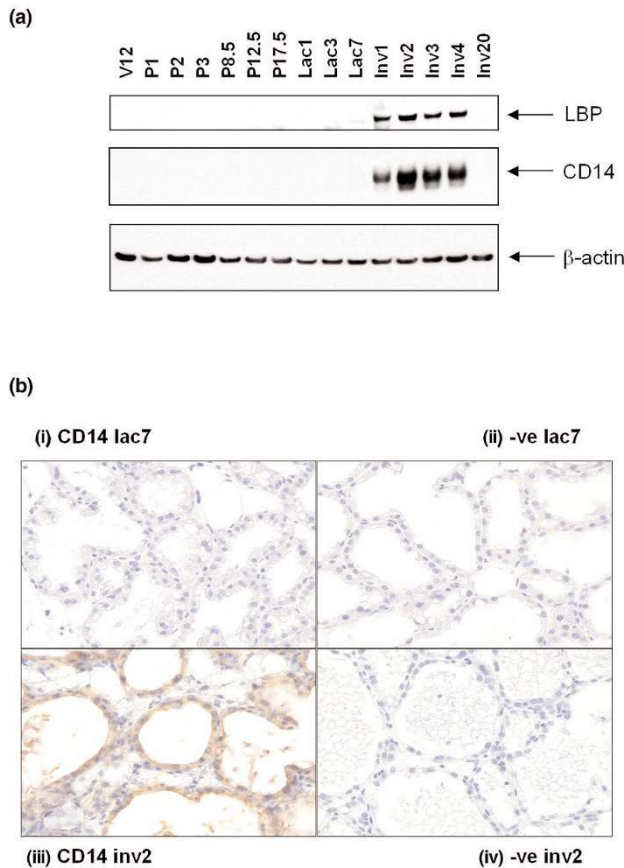 (a)
V12 P1 P2 P3 P8.5 P12.5 P17.5 Lac1 Lac3 Lac7 Inv1 Inv2 Inv3 Inv4 Inv20
LBP
CD14
β-actin
(b)
(i) CD14 lac7
(ii) -ve lac7
(iii) CD14 inv2
(iv) -ve inv2